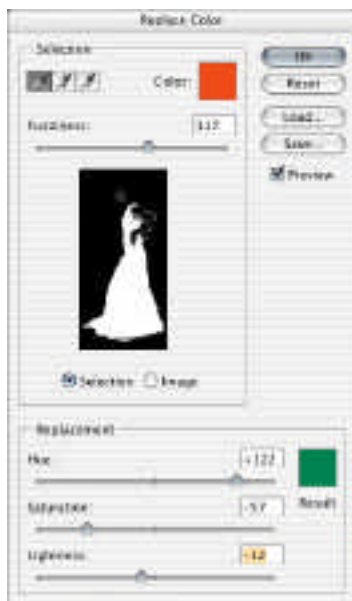 Replace Color
Selection
OK
Color:
Reset
Fuzziness:
117
Load...
Save...
Preview
Selection
Image
Replacement
Hue:
+122
Saturation:
-57
Result
Lightness:
-12